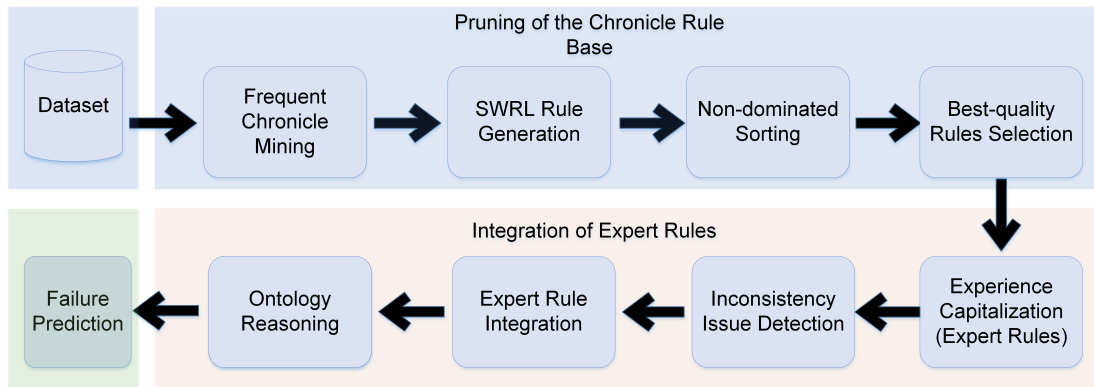 Pruning of the Chronicle Rule
Base
Dataset
Frequent
Chronicle
Mining
SWRL Rule
Generation
Non-dominated
Sorting
Best-quality
Rules Selection
Integration of Expert Rules
Experience
Capitalization
(Expert Rules)
Inconsistency
Issue Detection
Expert Rule
Integration
Ontology
Reasoning
Failure
Prediction